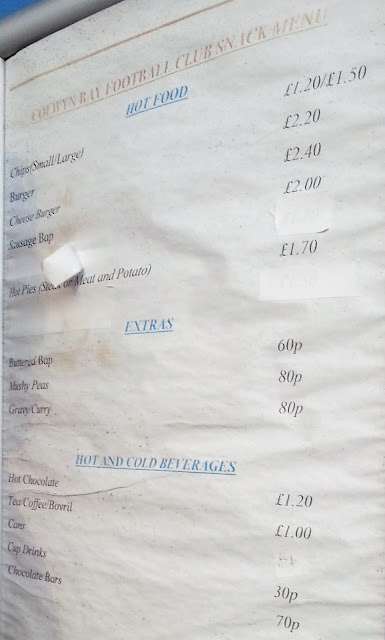 COLWYN BAY FOOTBALL CLUB SNACK MENU
HOT FOOD
Chips(Small/Large) £1.20/£1.50
Burger £2.20
Cheese Burger £2.40
Sausage Bap £2.00
Hot Pies (Steak or Meat and Potato) £1.70
EXTRAS
Buttered Bap 60p
Mushy Peas 80p
Gravy/Curry 80p
HOT AND COLD BEVERAGES
Hot Chocolate £1.20
Tea/Coffee/Bovril £1.00
Cans
Cup Drinks 30p
Chocolate Bars 70p